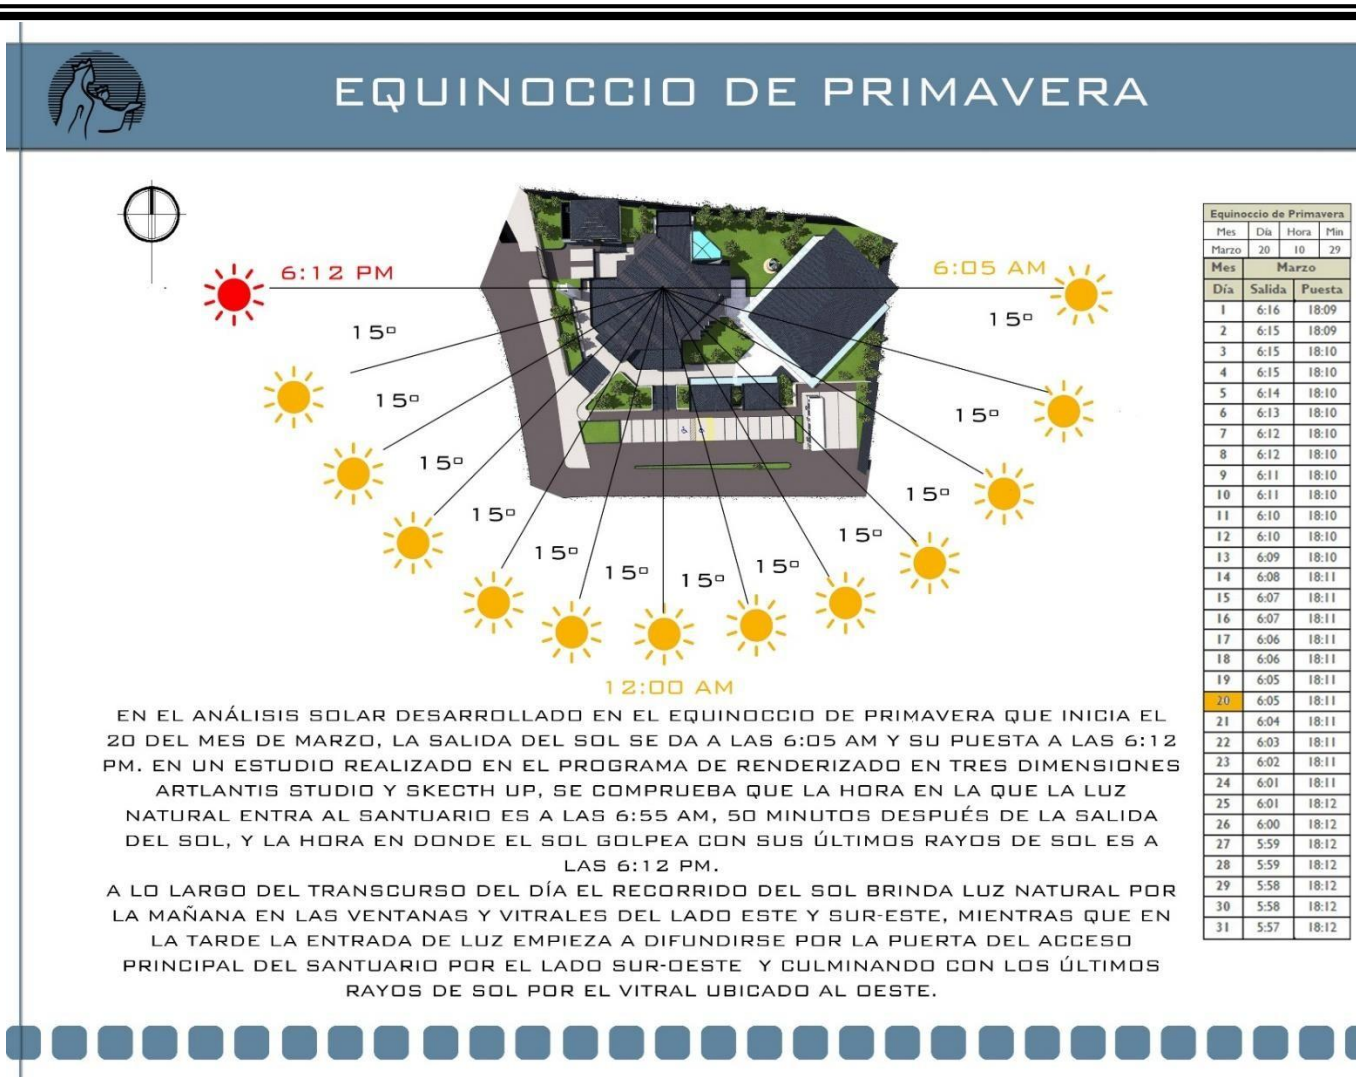 EQUINOCCIO DE PRIMAVERA
6:12 PM
6:05 AM
15º
15º
15º
15º
15º
15º
15º
15º
15º
15º
15º
15º
12:00 AM
EN EL ANÁLISIS SOLAR DESARROLLADO EN EL EQUINOCCIO DE PRIMAVERA QUE INICIA EL
20 DEL MES DE MARZO, LA SALIDA DEL SOL SE DA A LAS 6:05 AM Y SU PUESTA A LAS 6:12
PM. EN UN ESTUDIO REALIZADO EN EL PROGRAMA DE RENDERIZADO EN TRES DIMENSIONES
ARTLANTIS STUDIO Y SKECTH UP, SE COMPRUEBA QUE LA HORA EN LA QUE LA LUZ
NATURAL ENTRA AL SANTUARIO ES A LAS 6:55 AM, 50 MINUTOS DESPUÉS DE LA SALIDA
DEL SOL, Y LA HORA EN DONDE EL SOL GOLPEA CON SUS ÚLTIMOS RAYOS DE SOL ES A
LAS 6:12 PM.
A LO LARGO DEL TRANSCURSO DEL DÍA EL RECORRIDO DEL SOL BRINDA LUZ NATURAL POR
LA MAÑANA EN LAS VENTANAS Y VITRALES DEL LADO ESTE Y SUR-ESTE, MIENTRAS QUE EN
LA TARDE LA ENTRADA DE LUZ EMPIEZA A DIFUNDIRSE POR LA PUERTA DEL ACCESO
PRINCIPAL DEL SANTUARIO POR EL LADO SUR-OESTE Y CULMINANDO CON LOS ÚLTIMOS
RAYOS DE SOL POR EL VITRAL UBICADO AL OESTE.
Equinoccio de Primavera
Mes Día Hora Min
Marzo 20 10 29
Mes Marzo
Día Salida Puesta
1 6:16 18:09
2 6:15 18:09
3 6:15 18:10
4 6:15 18:10
5 6:14 18:10
6 6:13 18:10
7 6:12 18:10
8 6:12 18:10
9 6:11 18:10
10 6:11 18:10
11 6:10 18:10
12 6:10 18:10
13 6:09 18:10
14 6:08 18:11
15 6:07 18:11
16 6:07 18:11
17 6:06 18:11
18 6:06 18:11
19 6:05 18:11
20 6:05 18:11
21 6:04 18:11
22 6:03 18:11
23 6:02 18:11
24 6:01 18:11
25 6:01 18:12
26 6:00 18:12
27 5:59 18:12
28 5:59 18:12
29 5:58 18:12
30 5:58 18:12
31 5:57 18:12